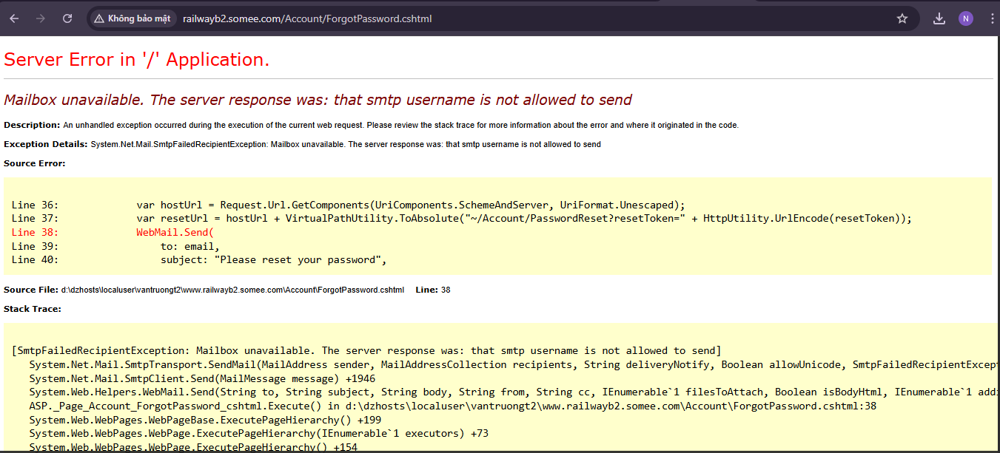 Không bảo mật railwayb2.somee.com/Account/ForgotPassword.cshtml N
Server Error in '/' Application.
Mailbox unavailable. The server response was: that smtp username is not allowed to send
Description: An unhandled exception occurred during the execution of the current web request. Please review the stack trace for more information about the error and where it originated in the code.
Exception Details: System.Net.Mail.SmtpFailedRecipientException: Mailbox unavailable. The server response was: that smtp username is not allowed to send
Source Error:
Line 36:             var hostUrl = Request.Url.GetComponents(UriComponents.SchemeAndServer, UriFormat.Unescaped);
Line 37:             var resetUrl = hostUrl + VirtualPathUtility.ToAbsolute("~/Account/PasswordReset?resetToken=" + HttpUtility.UrlEncode(resetToken));
Line 38:             WebMail.Send(
Line 39:                 to: email,
Line 40:                 subject: "Please reset your password",
Source File: d:\dzhosts\localuser\vantruongt2\www.railwayb2.somee.com\Account\ForgotPassword.cshtml    Line: 38
Stack Trace:
[SmtpFailedRecipientException: Mailbox unavailable. The server response was: that smtp username is not allowed to send]
System.Net.Mail.SmtpTransport.SendMail(MailAddress sender, MailAddressCollection recipients, String deliveryNotify, Boolean allowUnicode, SmtpFailedRecipientExcept
System.Net.Mail.SmtpClient.Send(MailMessage message) +1946
System.Web.Helpers.WebMail.Send(String to, String subject, String body, String from, String cc, IEnumerable`1 filesToAttach, Boolean isBodyHtml, IEnumerable`1 addi
ASP._Page_Account_ForgotPassword_cshtml.Execute() in d:\dzhosts\localuser\vantruongt2\www.railwayb2.somee.com\Account\ForgotPassword.cshtml:38
System.Web.WebPages.WebPageBase.ExecutePageHierarchy() +199
System.Web.WebPages.WebPage.ExecutePageHierarchy(IEnumerable`1 executors) +73
System.Web.WebPages.WebPage.ExecutePageHierarchy() +154